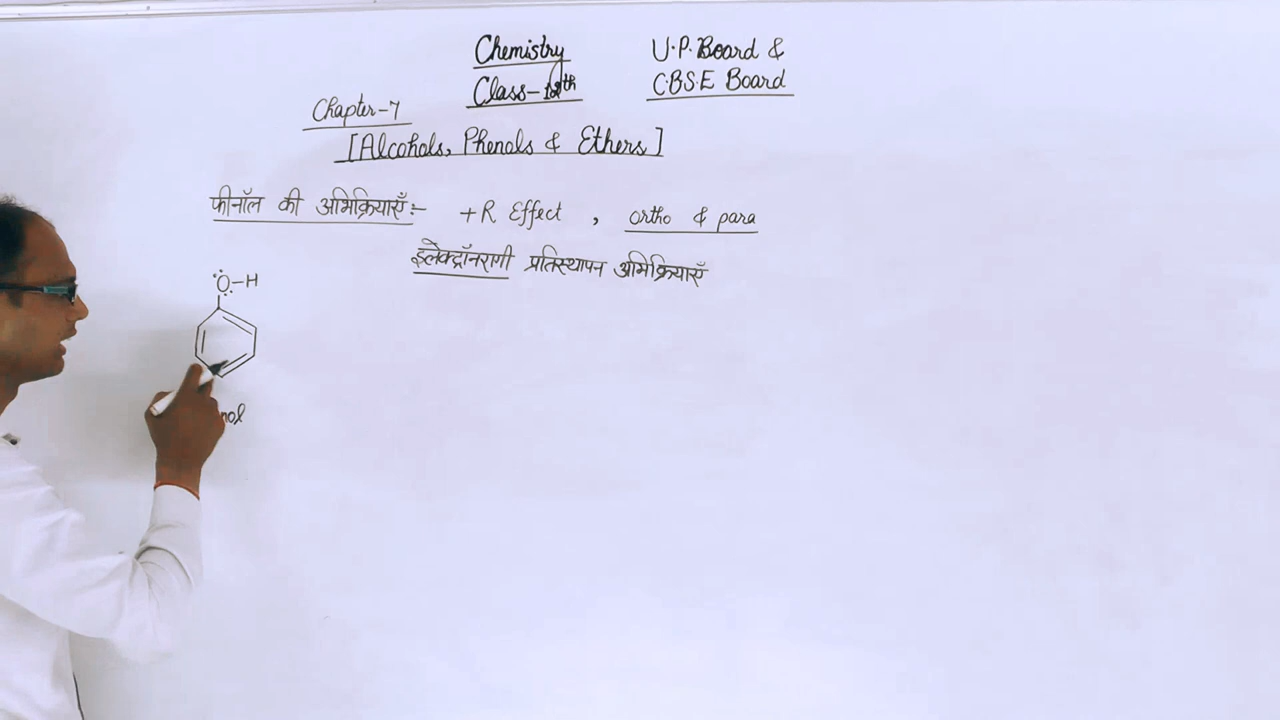 Chemistry
Class-12th
U.P. Board &
C.B.S.E Board
Chapter-7
[Alcohols, Phenols & Ethers]
फीनॉल की अभिक्रियाएँ:- +R Effect , ortho & para
इलेक्ट्रॉनरागी प्रतिस्थापन अभिक्रियाएँ
O-H